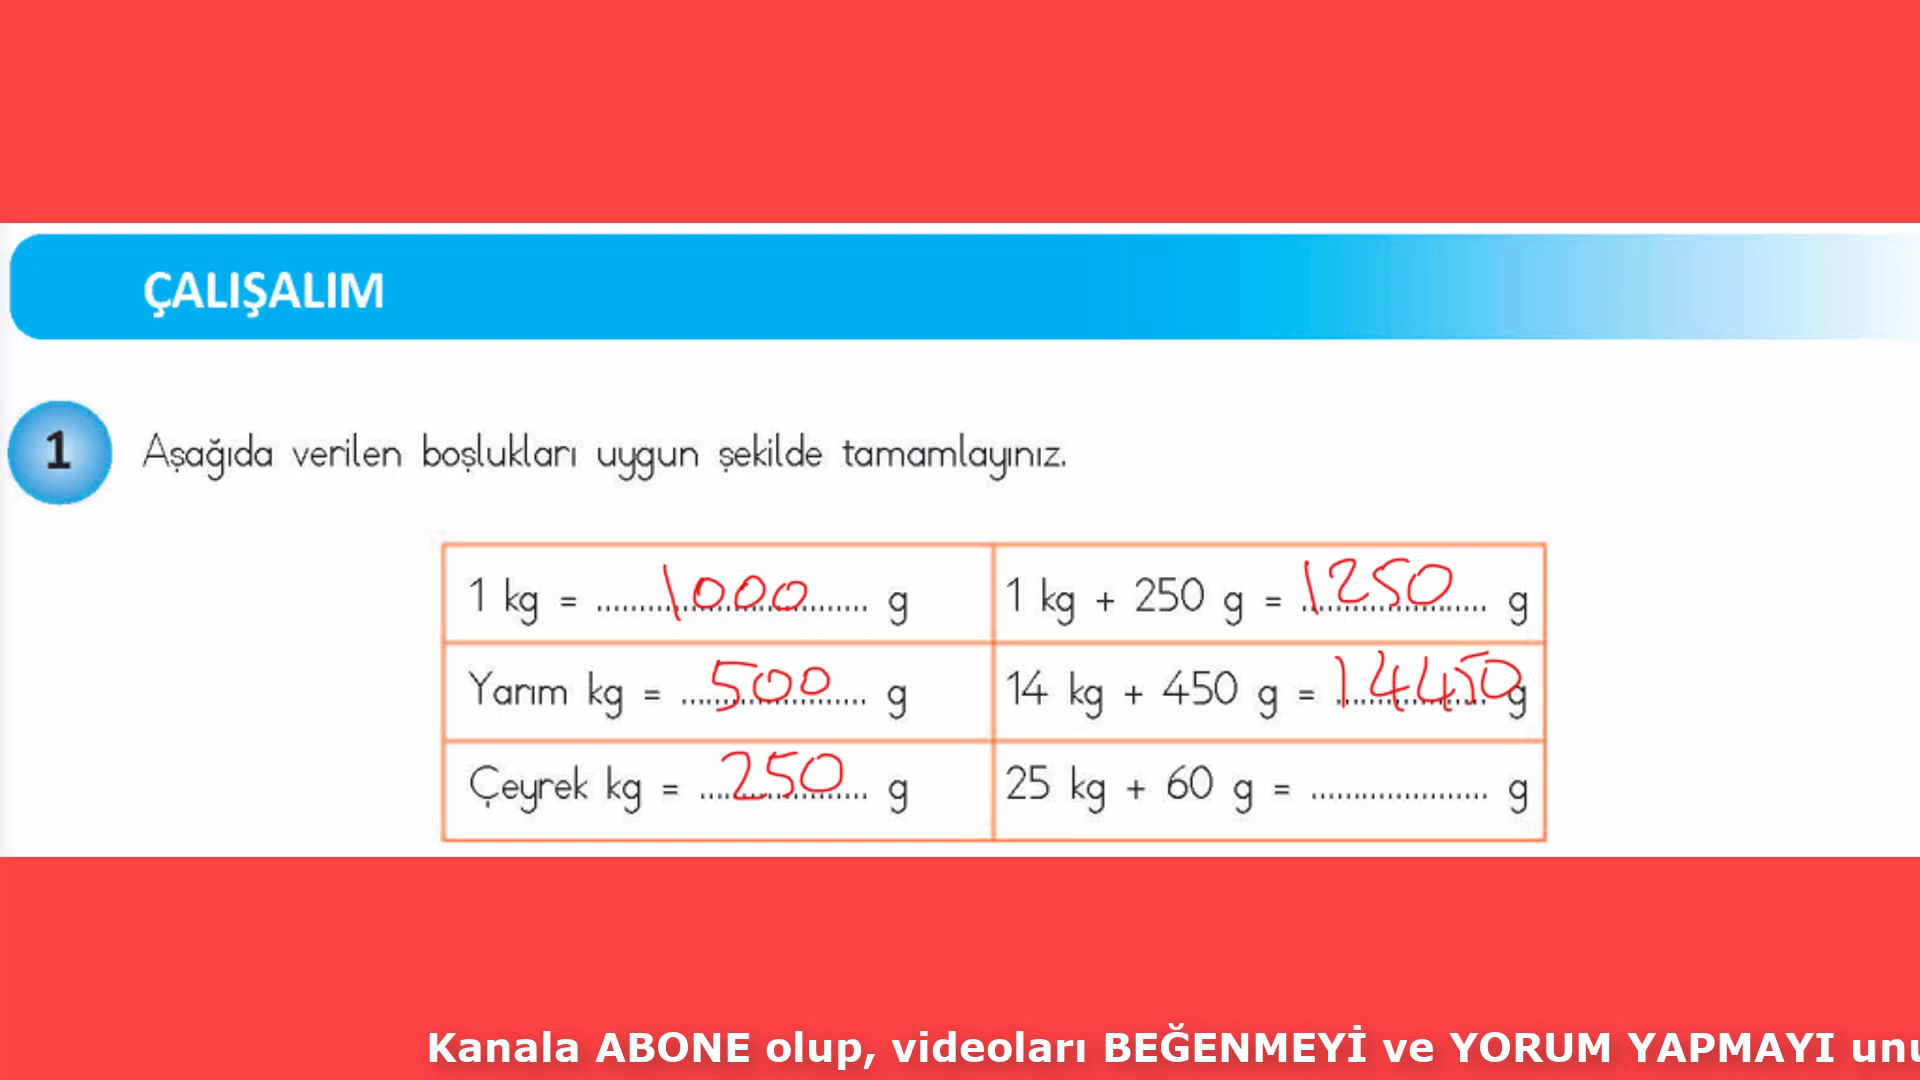 ÇALIŞALIM
1 Aşağıda verilen boşlukları uygun şekilde tamamlayınız.
1 kg = 1000 g
1 kg + 250 g = 1250 g
Yarım kg = 500 g
14 kg + 450 g = 14450 g
Çeyrek kg = 250 g
25 kg + 60 g = ..................... g
Kanala ABONE olup, videoları BEĞENMEYİ ve YORUM YAPMAYI unu